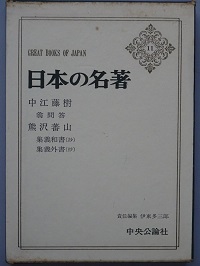 GREAT BOOKS OF JAPAN
11
日本の名著
中江藤樹
翁問答
熊沢蕃山
集義和書(抄)
集義外書(抄)
責任編集 伊東多三郎
中央公論社